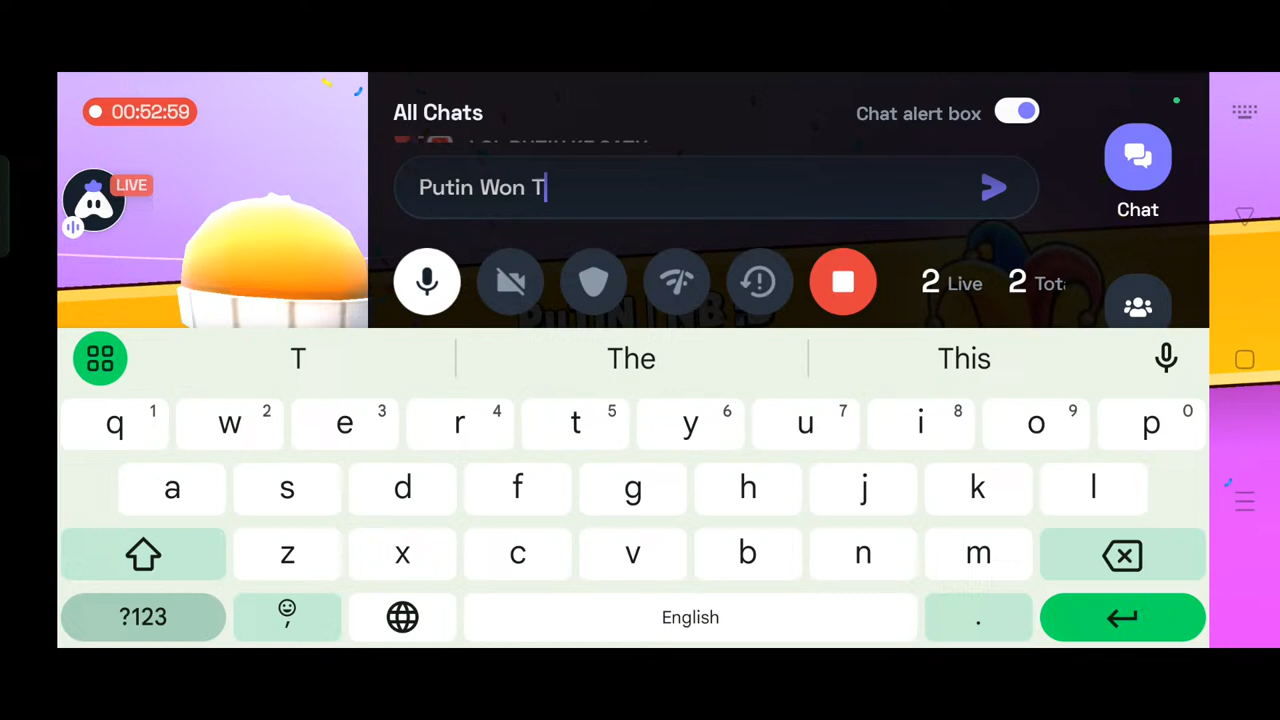 00:52:59
All Chats
Chat alert box
LIVE
Putin Won T
Chat
2 Live 2 Tot
T The This
q 1 w 2 e 3 r 4 t 5 y 6 u 7 i 8 o 9 p 0
a s d f g h j k l
z x c v b n m
?123 , English .